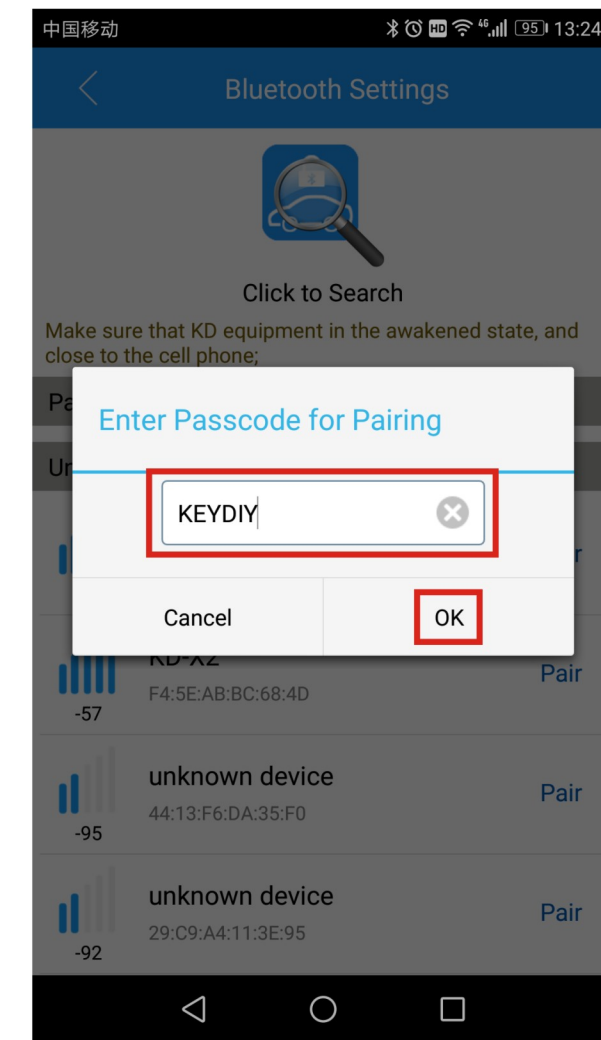 中国移动 HD 46 95 13:24
Bluetooth Settings
Click to Search
Make sure that KD equipment in the awakened state, and
close to the cell phone;
Enter Passcode for Pairing
KEYDIY
Cancel OK
KD-X2 Pair
F4:5E:AB:BC:68:4D
-57
unknown device Pair
44:13:F6:DA:35:F0
-95
unknown device Pair
29:C9:A4:11:3E:95
-92